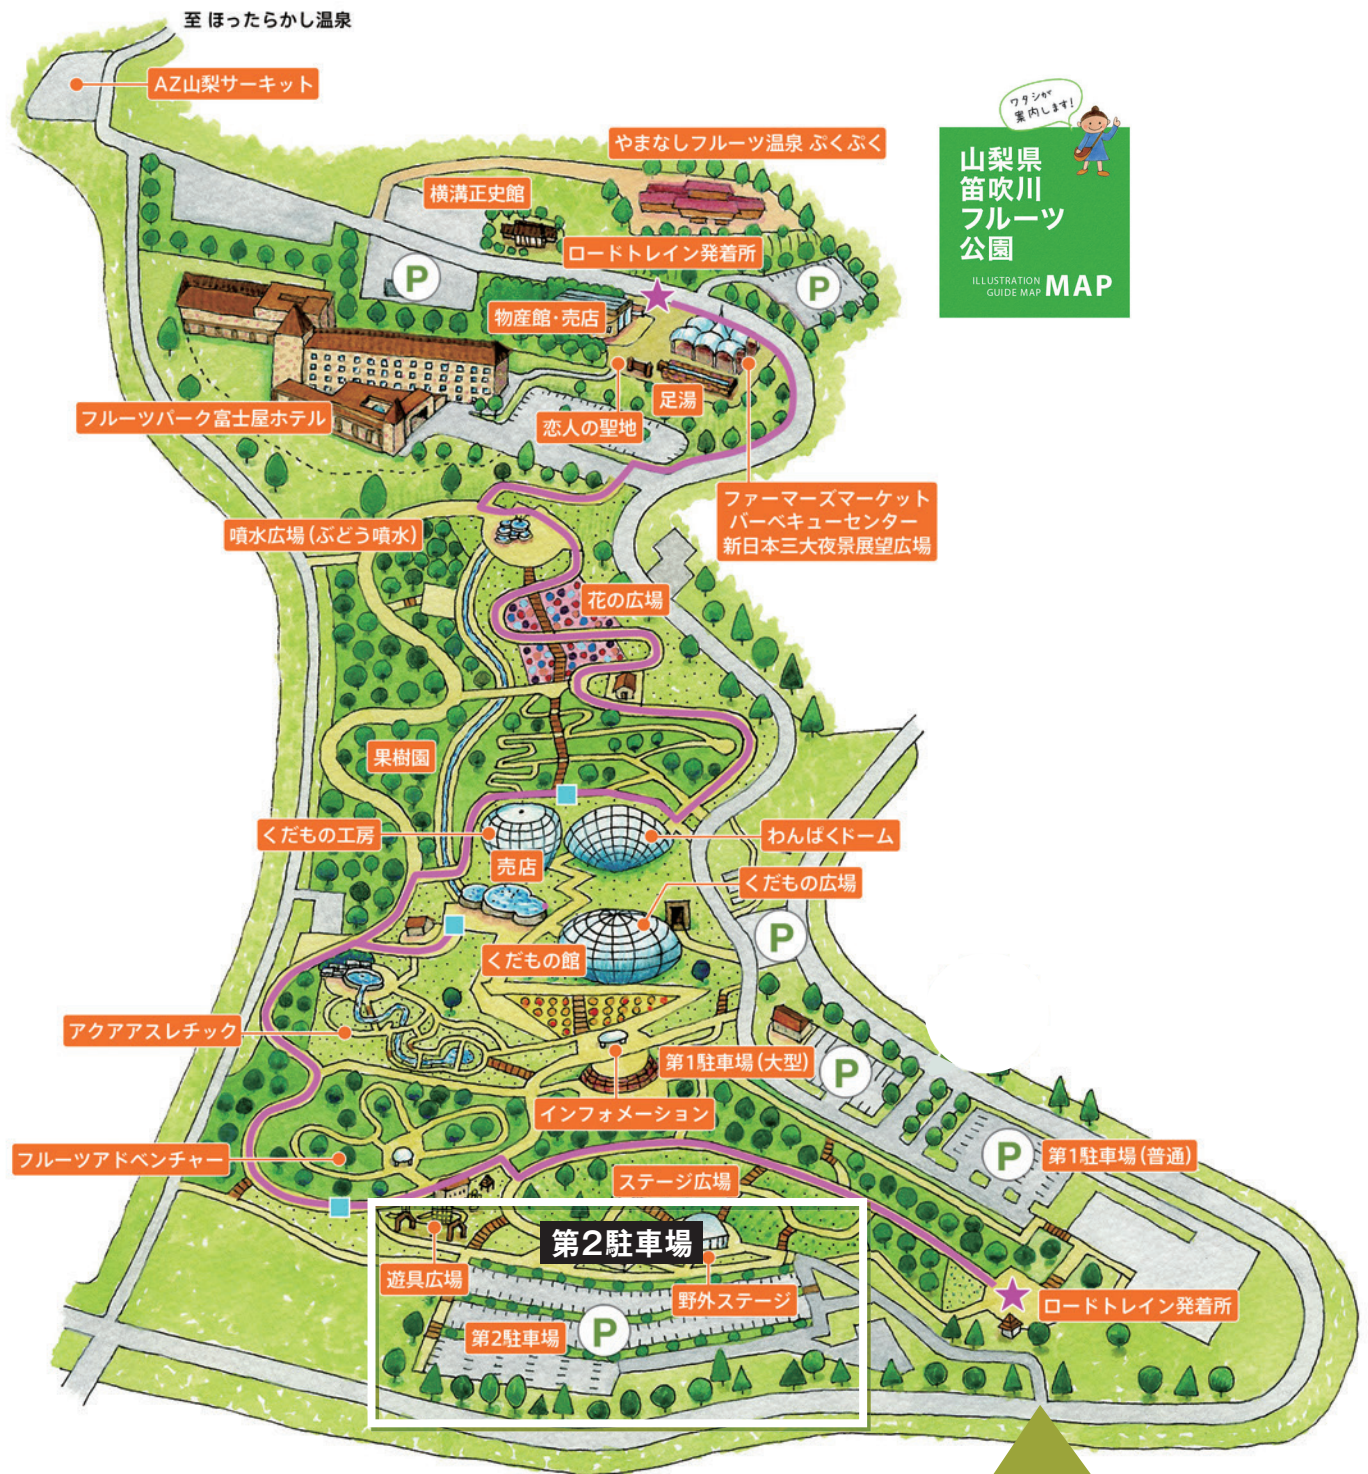 至 ほったらかし温泉
AZ山梨サーキット
ワタシが
案内します!
山梨県
笛吹川
フルーツ
公園
ILLUSTRATION
GUIDE MAP MAP
やまなしフルーツ温泉 ぷくぷく
横溝正史館
ロードトレイン発着所
P
P
物産館・売店
足湯
フルーツパーク富士屋ホテル
恋人の聖地
ファーマーズマーケット
バーベキューセンター
新日本三大夜景展望広場
噴水広場(ぶどう噴水)
花の広場
果樹園
くだもの工房
わんぱくドーム
売店
くだもの広場
P
くだもの館
アクアアスレチック
第1駐車場(大型)
P
インフォメーション
フルーツアドベンチャー
P
第1駐車場(普通)
ステージ広場
第2駐車場
遊具広場
野外ステージ
第2駐車場
P
ロードトレイン発着所